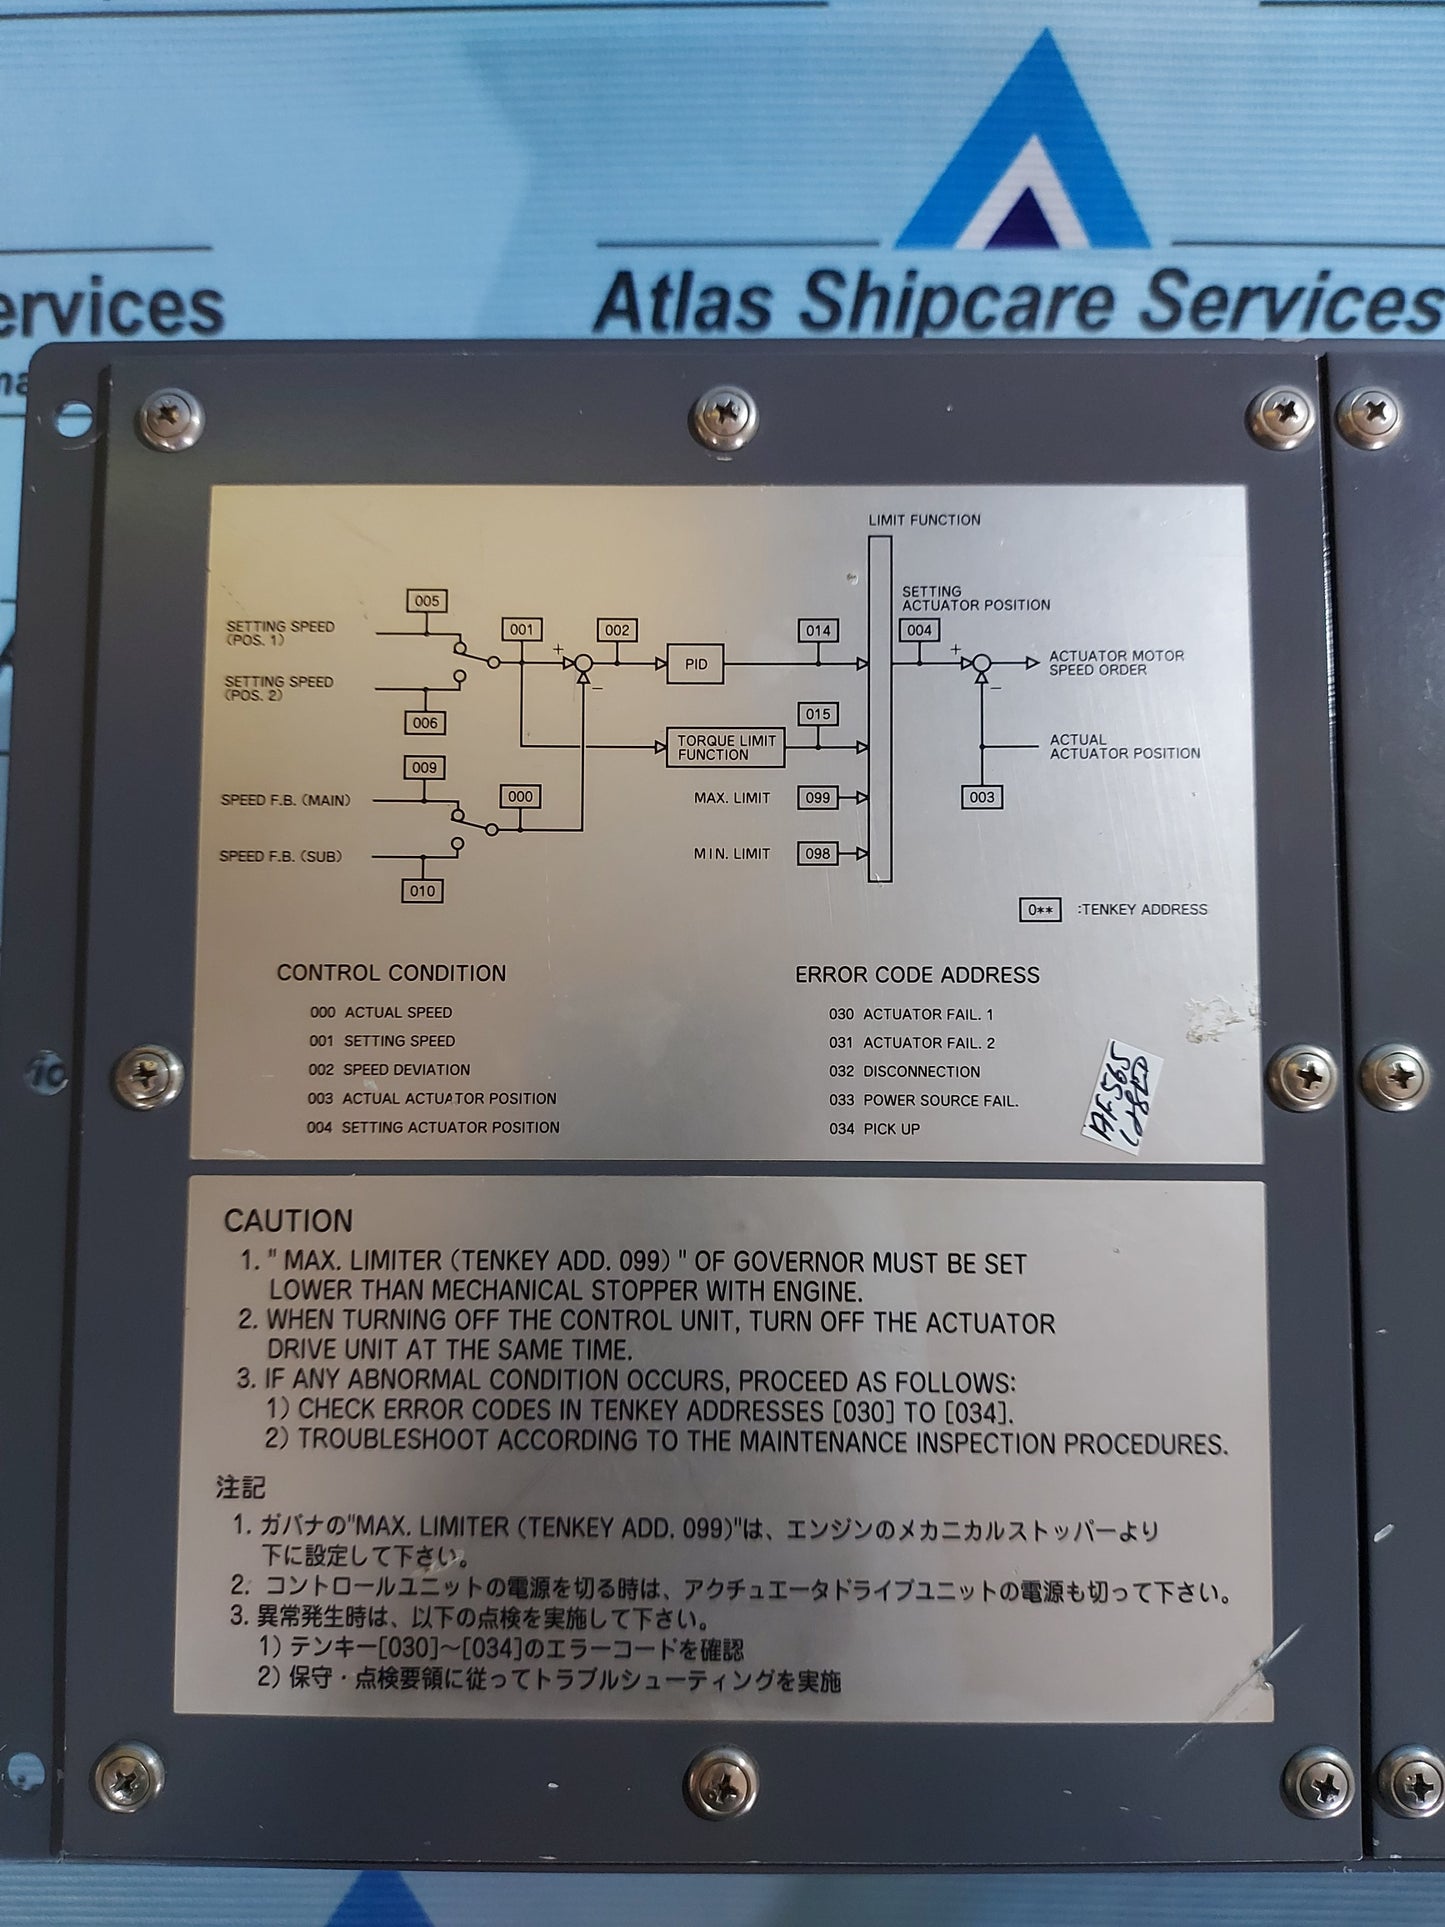 Atlas Shipcare Services
ervices
LIMIT FUNCTION
SETTING
ACTUATOR POSITION
005
SETTING SPEED
(POS. 1)
001
002
014
004
+
+
PID
ACTUATOR MOTOR
SPEED ORDER
SETTING SPEED
(POS. 2)
−
−
006
015
TORQUE LIMIT
FUNCTION
ACTUAL
ACTUATOR POSITION
009
SPEED F.B. (MAIN)
000
MAX. LIMIT
099
003
SPEED F.B. (SUB)
MIN. LIMIT
098
010
0** :TENKEY ADDRESS
CONTROL CONDITION
000 ACTUAL SPEED
001 SETTING SPEED
002 SPEED DEVIATION
003 ACTUAL ACTUATOR POSITION
004 SETTING ACTUATOR POSITION
ERROR CODE ADDRESS
030 ACTUATOR FAIL. 1
031 ACTUATOR FAIL. 2
032 DISCONNECTION
033 POWER SOURCE FAIL.
034 PICK UP
CAUTION
1. " MAX. LIMITER (TENKEY ADD. 099) " OF GOVERNOR MUST BE SET
LOWER THAN MECHANICAL STOPPER WITH ENGINE.
2. WHEN TURNING OFF THE CONTROL UNIT, TURN OFF THE ACTUATOR
DRIVE UNIT AT THE SAME TIME.
3. IF ANY ABNORMAL CONDITION OCCURS, PROCEED AS FOLLOWS:
1) CHECK ERROR CODES IN TENKEY ADDRESSES [030] TO [034].
2) TROUBLESHOOT ACCORDING TO THE MAINTENANCE INSPECTION PROCEDURES.
注記
1. ガバナの"MAX. LIMITER (TENKEY ADD. 099)"は、エンジンのメカニカルストッパーより
下に設定して下さい。
2. コントロールユニットの電源を切る時は、アクチュエータドライブユニットの電源も切って下さい。
3. 異常発生時は、以下の点検を実施して下さい。
1) テンキー[030]～[034]のエラーコードを確認
2) 保守・点検要領に従ってトラブルシューティングを実施